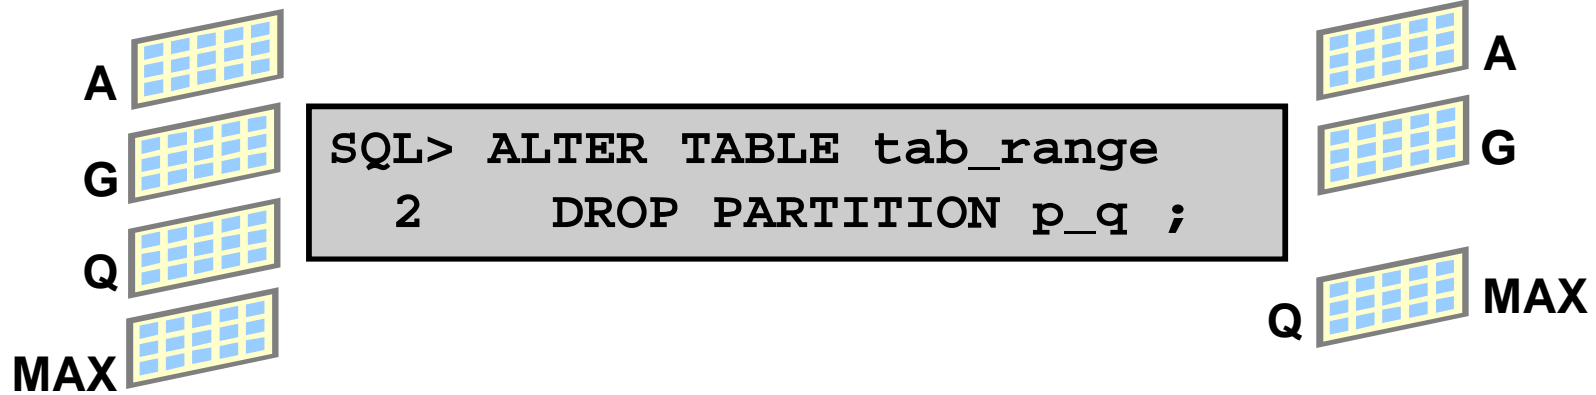 A
G
Q
MAX
SQL> ALTER TABLE tab_range
2 DROP PARTITION p_q ;
A
G
Q
MAX